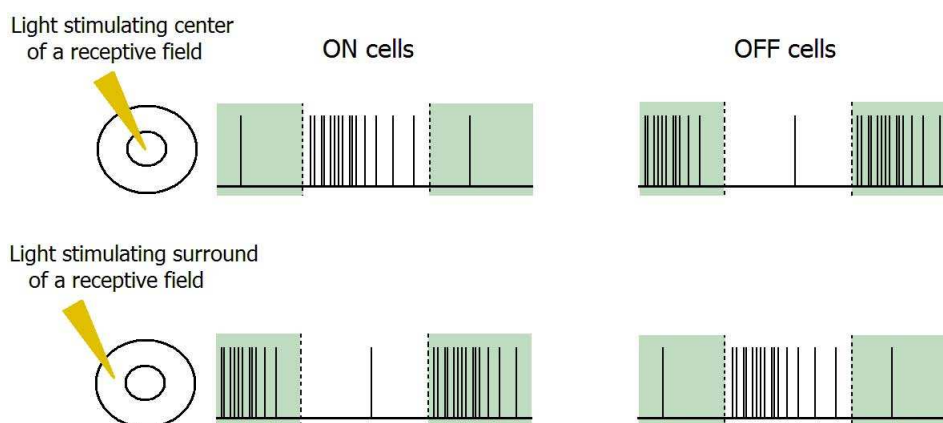 Light stimulating center
of a receptive field
ON cells
OFF cells
Light stimulating surround
of a receptive field